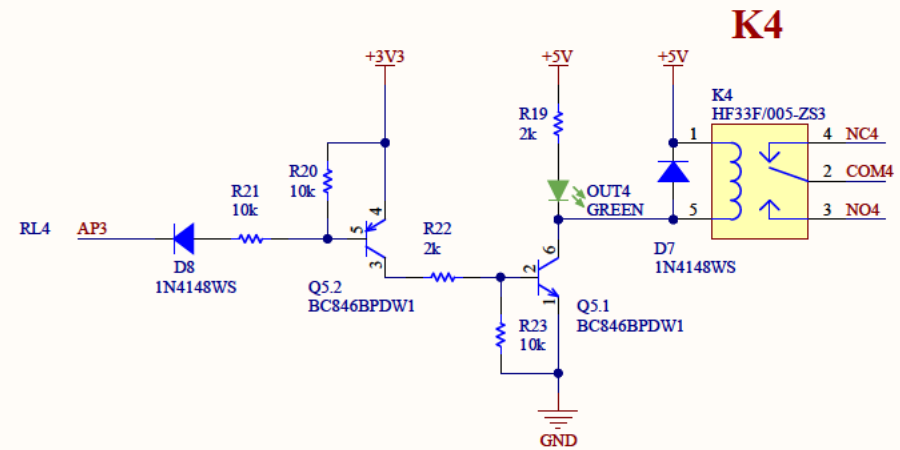 K4
+3V3
+5V
+5V
K4
HF33F/005-ZS3
R19
2k
1
4
NC4
R20
10k
2
COM4
R21
10k
OUT4
GREEN
5
3
NO4
RL4
AP3
4
5
3
R22
2k
6
D7
1N4148WS
D8
1N4148WS
2
1
Q5.2
BC846BPDW1
Q5.1
BC846BPDW1
R23
10k
GND